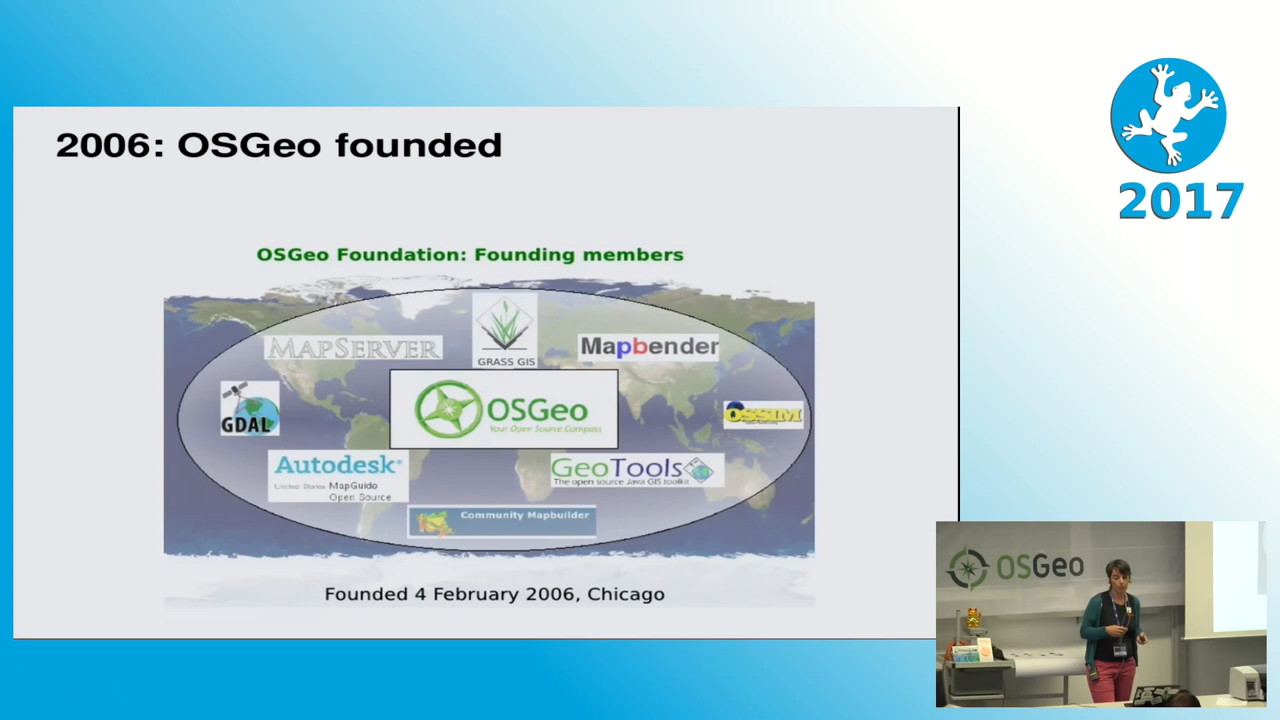 2006: OSGeo founded
2017
OSGeo Foundation: Founding members
MAPSERVER
GRASS GIS
Mapbender
GDAL
OSGeo
Your Open Source Compass
OSSIM
Autodesk®
United States MapGuide
Open Source
GeoTools
The open source Java GIS toolkit
Community Mapbuilder
Founded 4 February 2006, Chicago
OSGeo